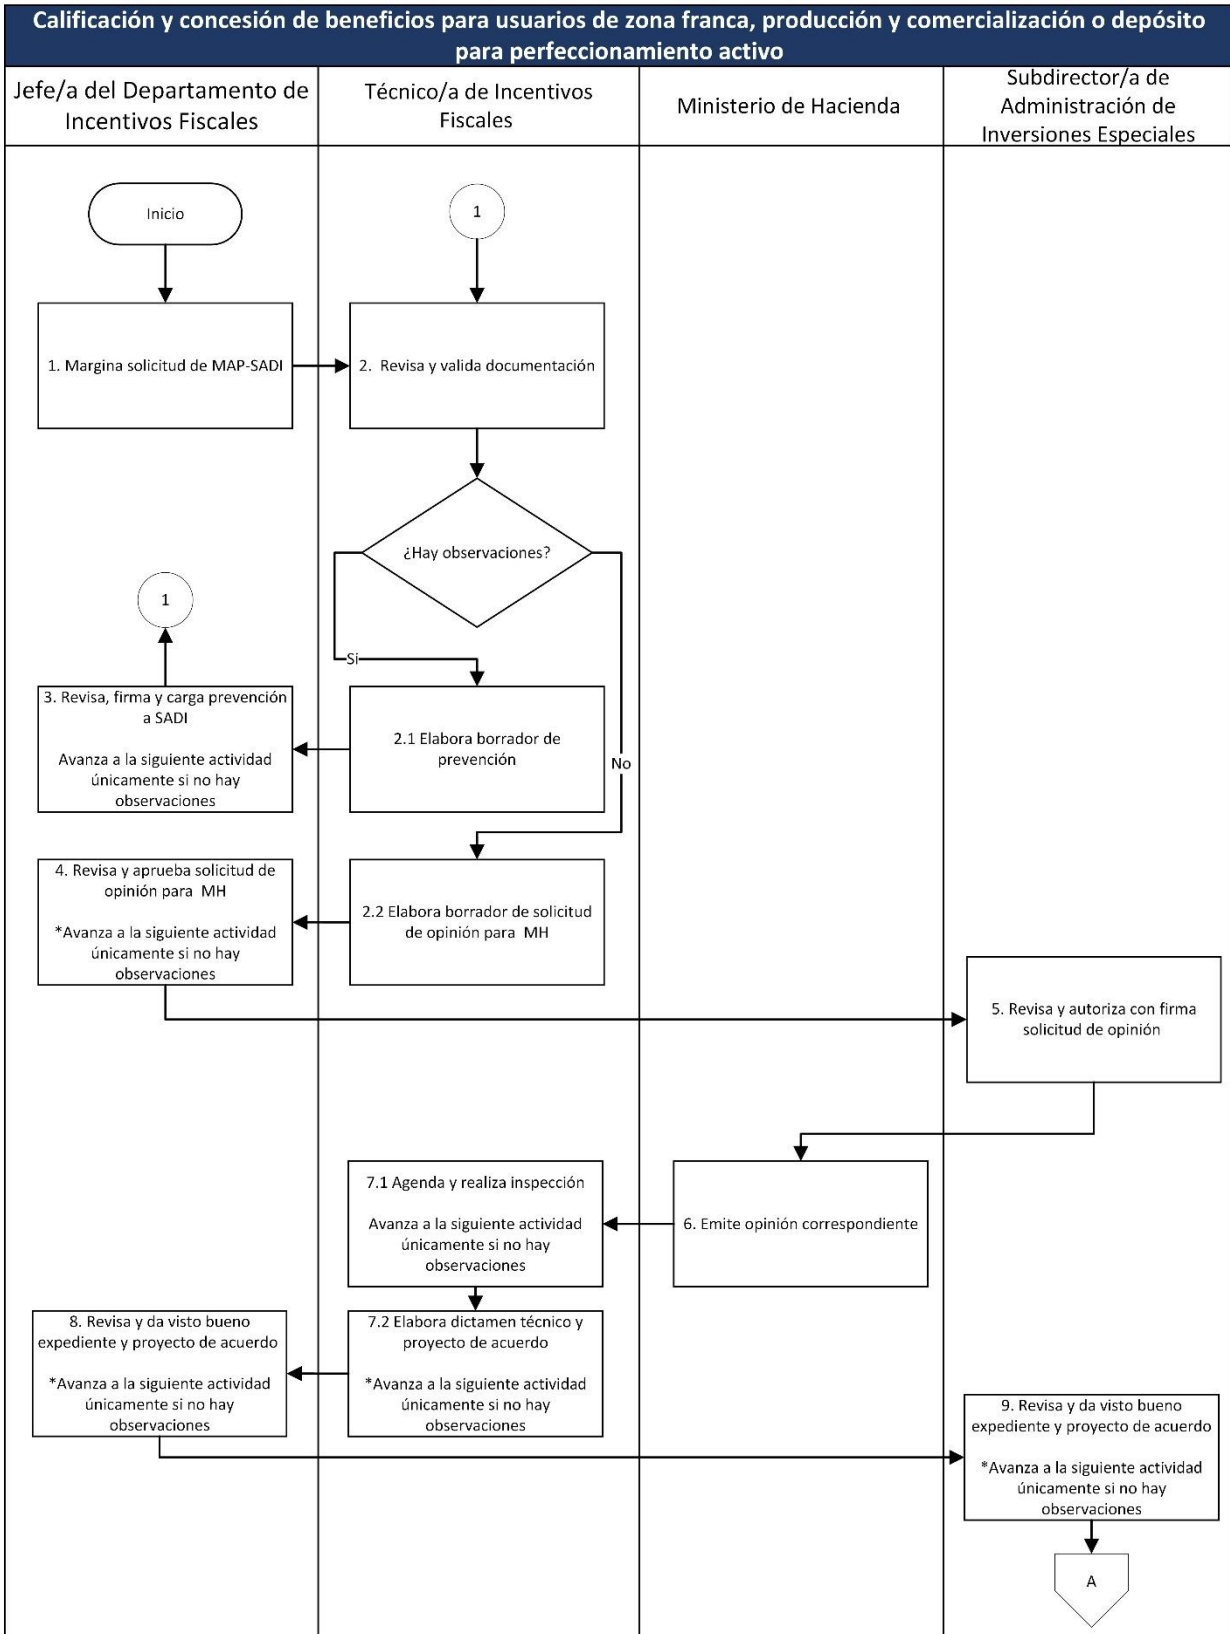 Calificación y concesión de beneficios para usuarios de zona franca, producción y comercialización o depósito
para perfeccionamiento activo
Jefe/a del Departamento de
Incentivos Fiscales
Técnico/a de Incentivos
Fiscales
Ministerio de Hacienda
Subdirector/a de
Administración de
Inversiones Especiales
Inicio
1
1. Margina solicitud de MAP-SADI
2. Revisa y valida documentación
¿Hay observaciones?
1
Si
No
3. Revisa, firma y carga prevención
a SADI
Avanza a la siguiente actividad
únicamente si no hay
observaciones
2.1 Elabora borrador de
prevención
4. Revisa y aprueba solicitud de
opinión para MH
*Avanza a la siguiente actividad
únicamente si no hay
observaciones
2.2 Elabora borrador de solicitud
de opinión para MH
5. Revisa y autoriza con firma
solicitud de opinión
7.1 Agenda y realiza inspección
Avanza a la siguiente actividad
únicamente si no hay
observaciones
6. Emite opinión correspondiente
8. Revisa y da visto bueno
expediente y proyecto de acuerdo
*Avanza a la siguiente actividad
únicamente si no hay
observaciones
7.2 Elabora dictamen técnico y
proyecto de acuerdo
*Avanza a la siguiente actividad
únicamente si no hay
observaciones
9. Revisa y da visto bueno
expediente y proyecto de acuerdo
*Avanza a la siguiente actividad
únicamente si no hay
observaciones
A